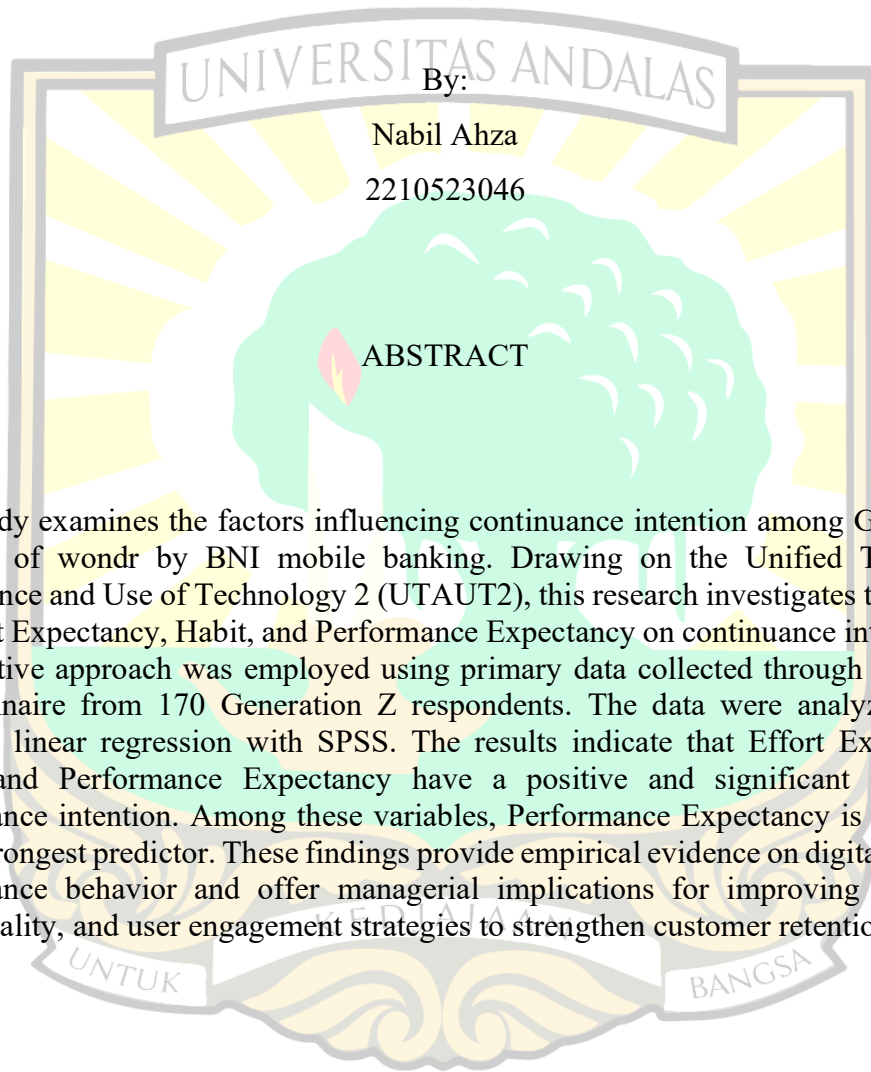 UNIVERSITAS ANDALAS
By:
Nabil Ahza
2210523046
ABSTRACT
dy examines the factors influencing continuance intention among G
of wondr by BNI mobile banking. Drawing on the Unified T
nce and Use of Technology 2 (UTAUT2), this research investigates t
t Expectancy, Habit, and Performance Expectancy on continuance int
tive approach was employed using primary data collected through
nnaire from 170 Generation Z respondents. The data were analyz
linear regression with SPSS. The results indicate that Effort Ex
and Performance Expectancy have a positive and significant
ance intention. Among these variables, Performance Expectancy is
rongest predictor. These findings provide empirical evidence on digita
ance behavior and offer managerial implications for improving
ality, and user engagement strategies to strengthen customer retentio
KEDJAJAAN
UNTUK
BANGSA